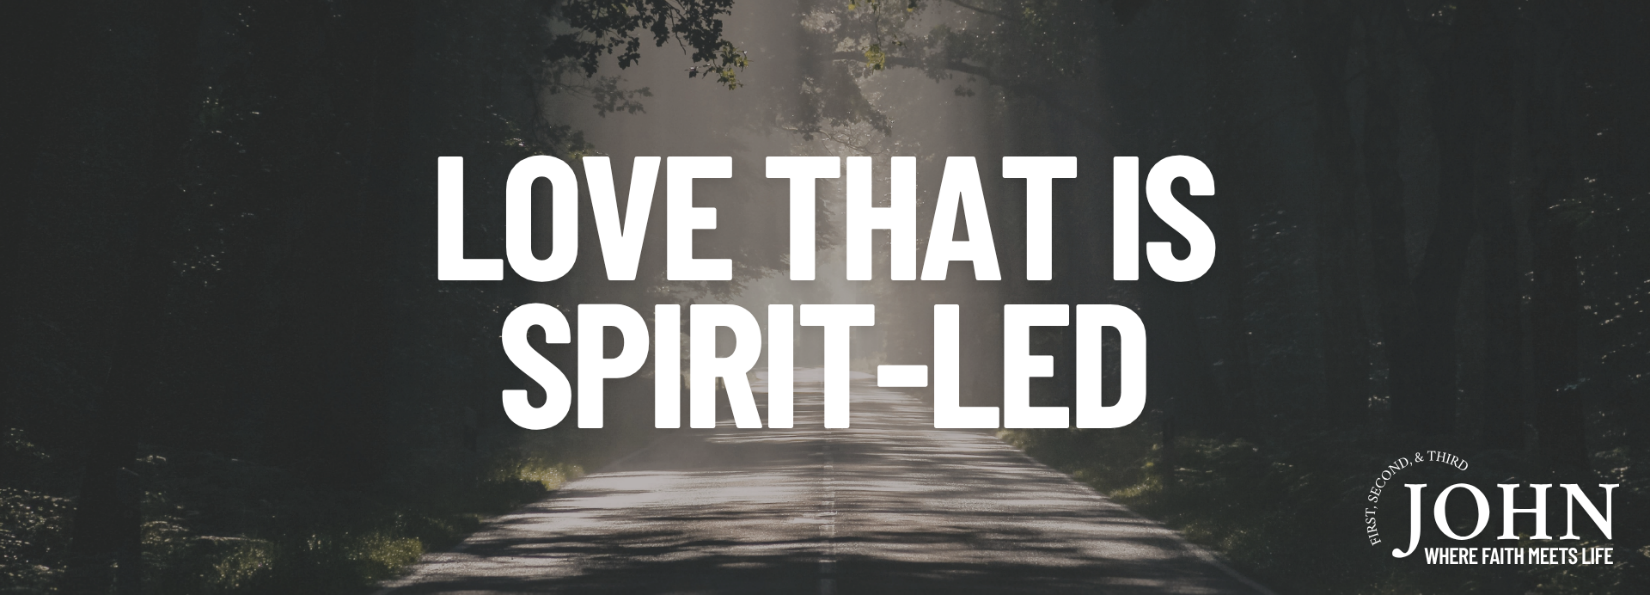 LOVE THAT IS
SPIRIT-LED
FIRST, SECOND, & THIRD
JOHN
WHERE FAITH MEETS LIFE